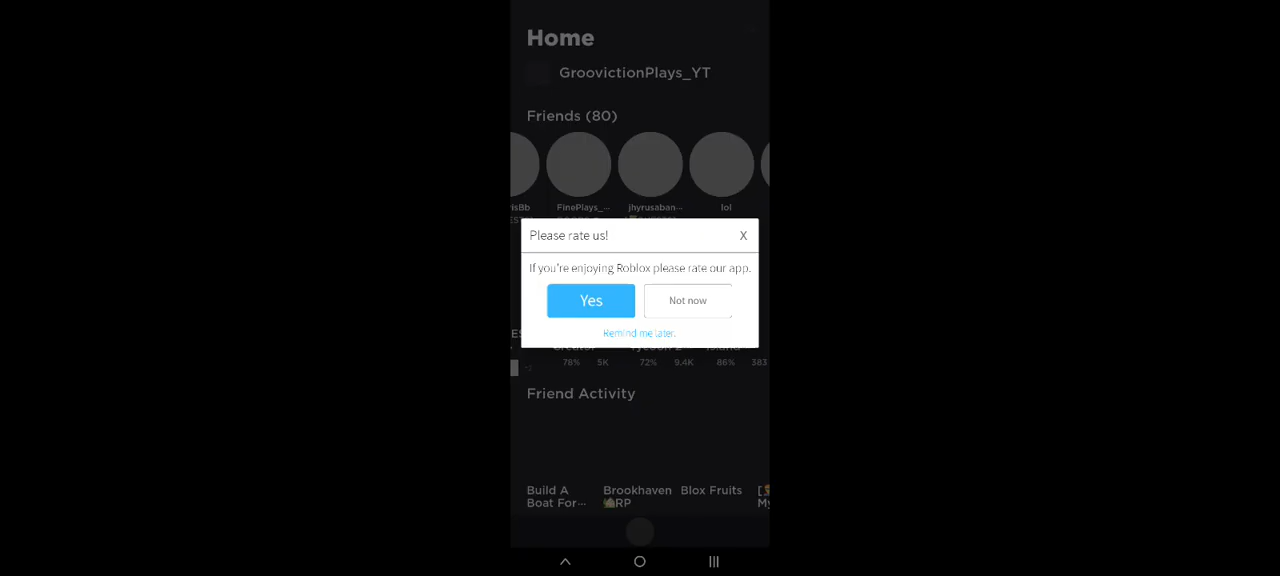 Home
GroovictionPlays_YT
Friends (80)
isBb
FinePlays_...
jhyrusaban...
lol
Please rate us!
X
If you're enjoying Roblox please rate our app.
Yes
Not now
Remind me later.
78%
5K
72%
9.4K
86%
383
Friend Activity
Build A
Boat For...
Brookhaven
🏡RP
Blox Fruits
My